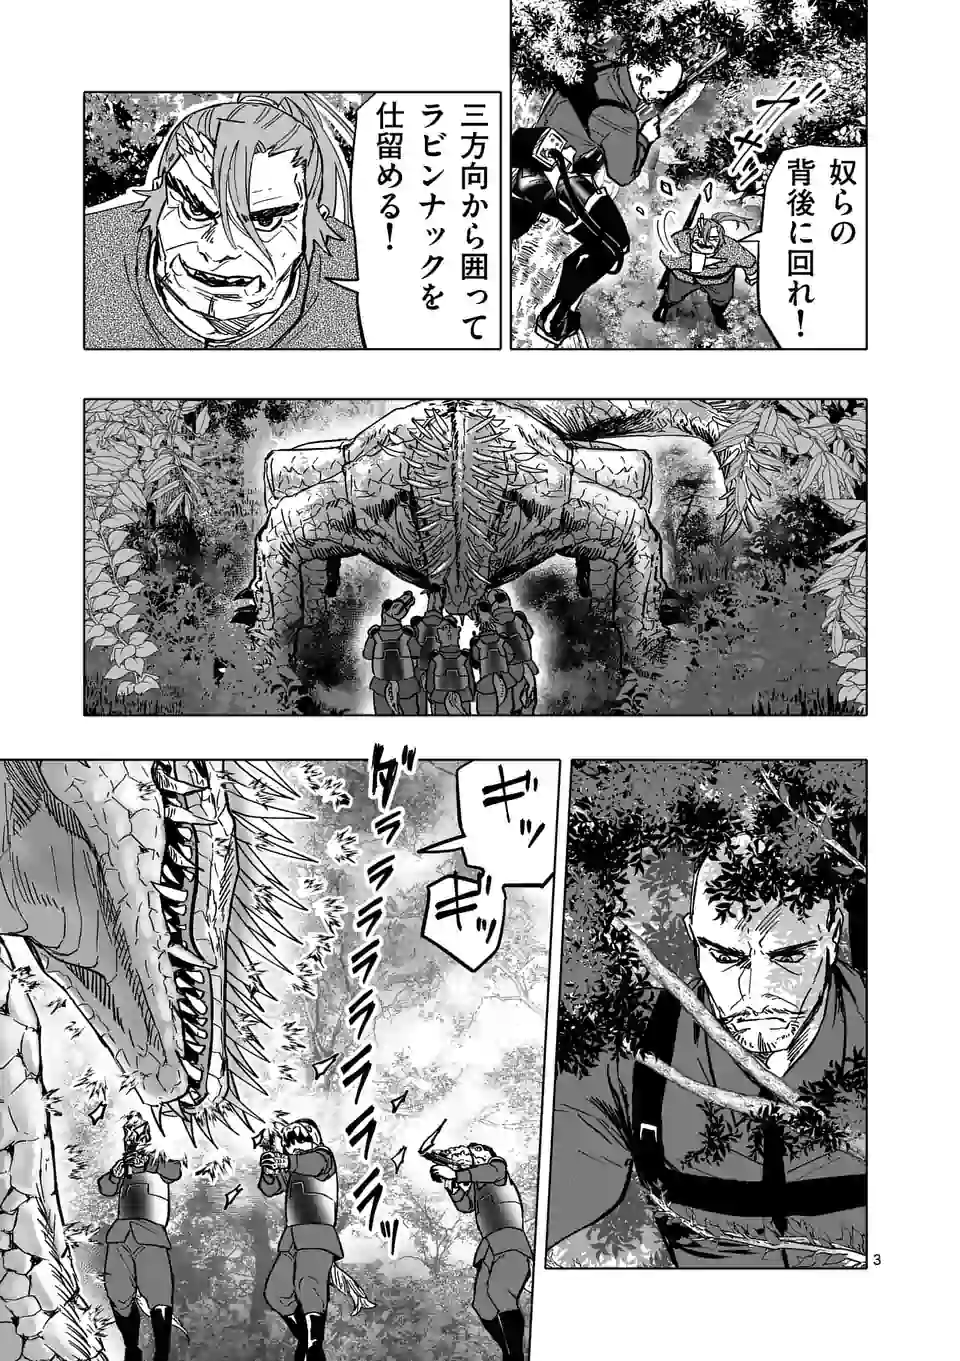 奴らの
背後に回れ！
ザッ
三方向から囲って
ラビンナックを
仕留める！
ギッ
ギッ
ダララララララララ
3